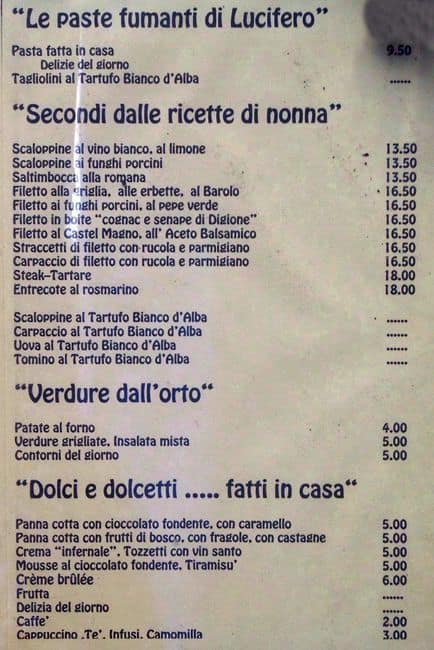 “Le paste fumanti di Lucifero”
Pasta fatta in casa 9.50
Delizie del giorno
Tagliolini al Tartufo Bianco d'Alba ......
“Secondi dalle ricette di nonna”
Scaloppine al vino bianco, al limone 13.50
Scaloppine ai funghi porcini 13.50
Saltimbocca alla romana 13.50
Filetto alla griglia, alle erbette, al Barolo 16.50
Filetto ai funghi porcini, al pepe verde 16.50
Filetto in boite “cognac e senape di Digione” 16.50
Filetto al Castel Magno, all' Aceto Balsamico 16.50
Straccetti di filetto con rucola e parmigiano 16.50
Carpaccio di filetto con rucola e parmigiano 16.50
Steak-Tartare 18.00
Entrecote al rosmarino 18.00
Scaloppine al Tartufo Bianco d'Alba ......
Carpaccio al Tartufo Bianco d'Alba ......
Uova al Tartufo Bianco d'Alba ......
Tomino al Tartufo Bianco d'Alba ......
“Verdure dall'orto“
Patate al forno 4.00
Verdure grigliate, Insalata mista 5.00
Contorni del giorno 5.00
“Dolci e dolcetti ..... fatti in casa“
Panna cotta con cioccolato fondente, con caramello 5.00
Panna cotta con frutti di bosco, con fragole, con castagne 5.00
Crema “infernale”, Tozzetti con vin santo 5.00
Mousse al cioccolato fondente, Tiramisu' 5.00
Crème brûlée 6.00
Frutta ......
Delizia del giorno ......
Caffe' 2.00
Cappuccino ,Te', Infusi, Camomilla 3.00